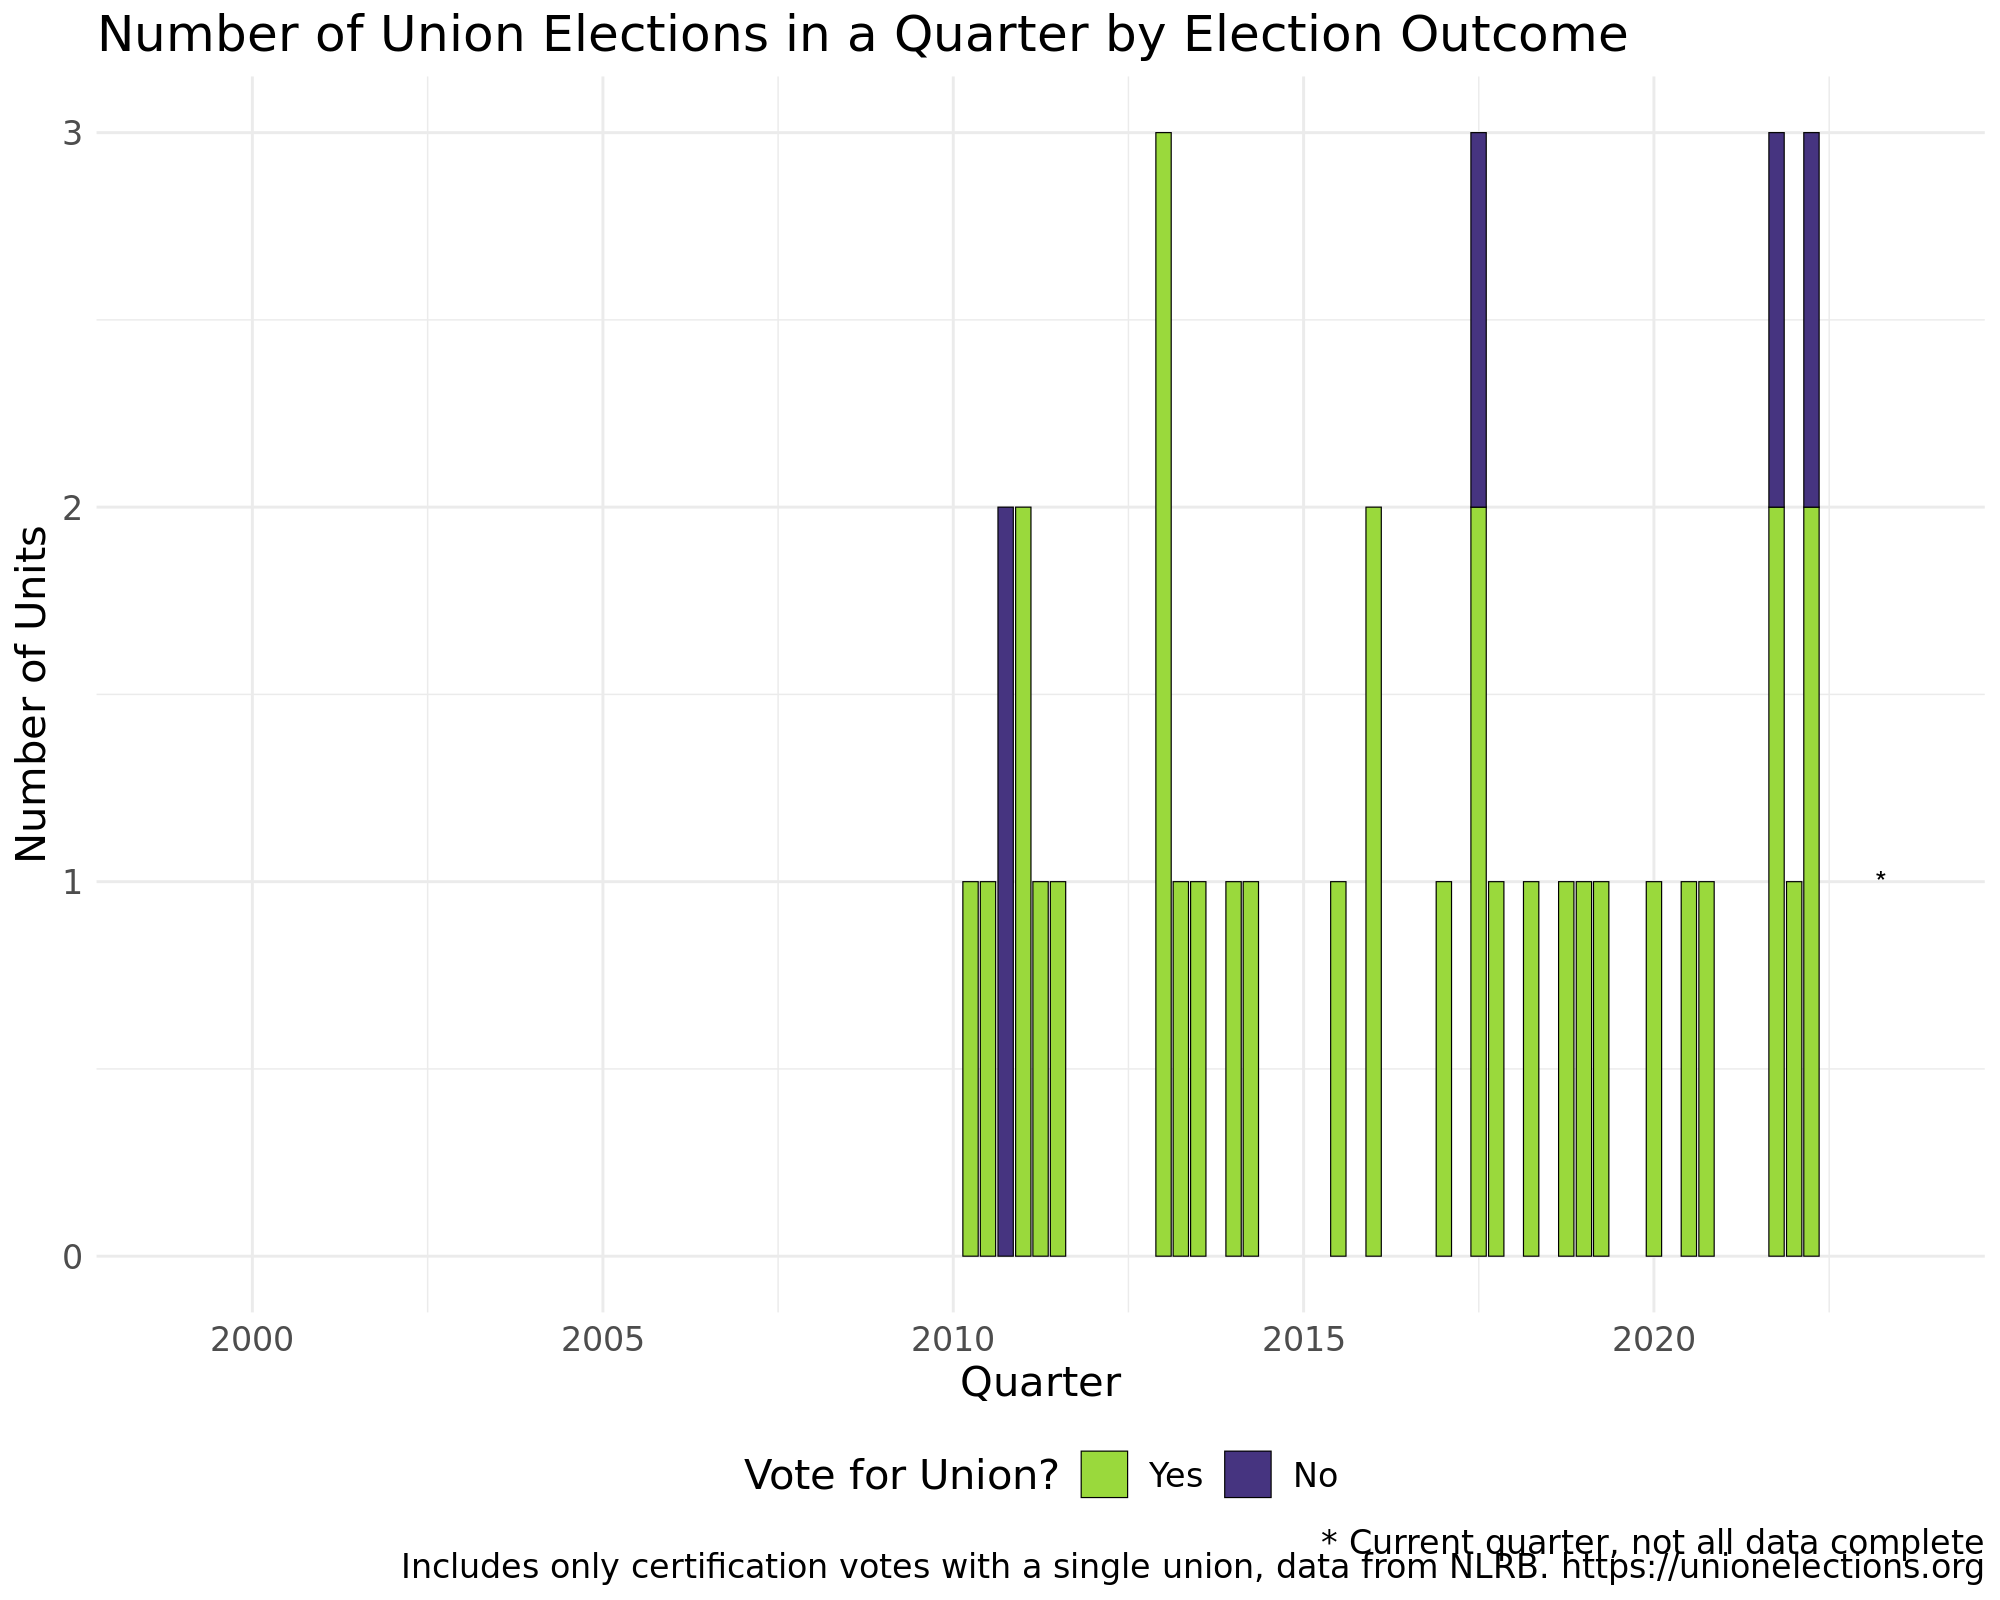 Number of Union Elections in a Quarter by Election Outcome
3
2
1
0
Number of Units
*
2000 2005 2010 2015 2020
Quarter
Vote for Union? Yes No
* Current quarter, not all data complete
Includes only certification votes with a single union, data from NLRB. https://unionelections.org